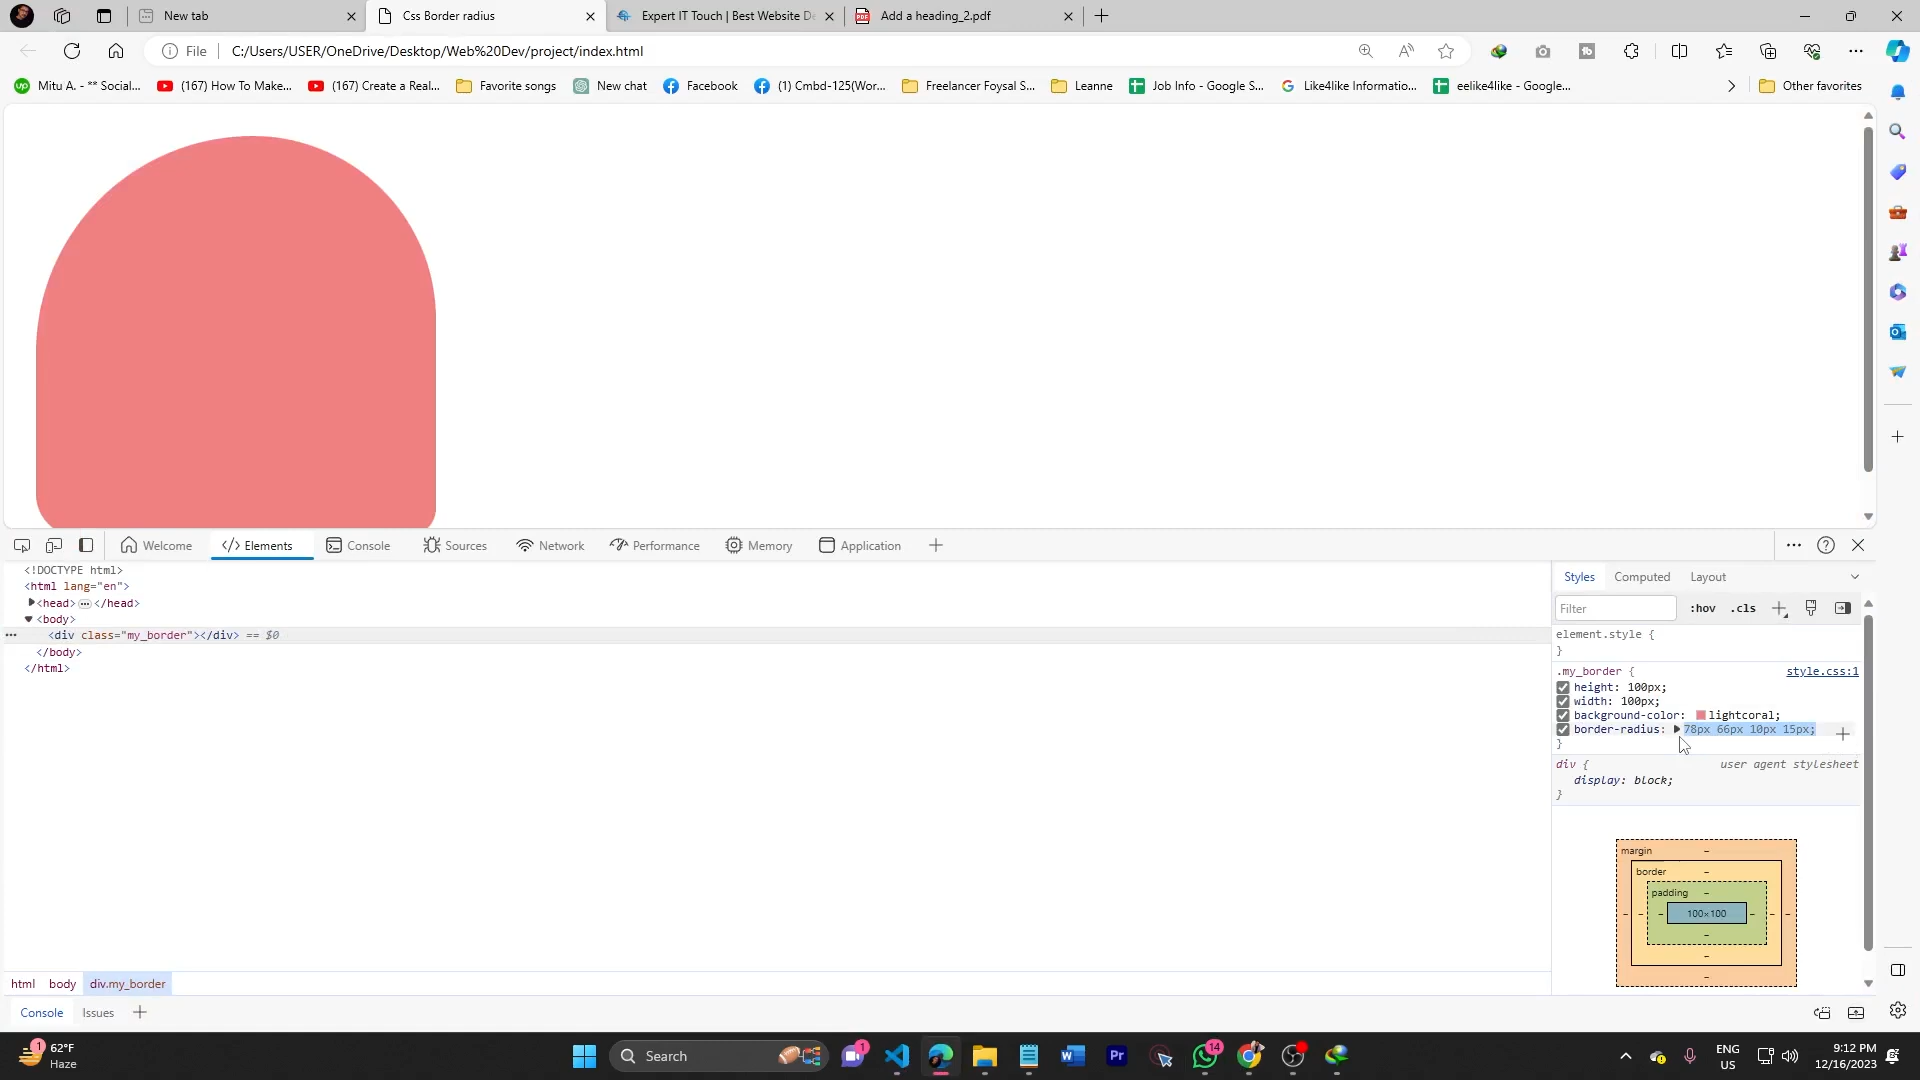 New tab
Css Border radius
Expert IT Touch | Best Website De
PDF
Add a heading_2.pdf
File
C:/Users/USER/OneDrive/Desktop/Web%20Dev/project/index.html
Mitu A. - ** Social...
(167) How To Make...
(167) Create a Real...
Favorite songs
New chat
Facebook
(1) Cmbd-125(Wor...
Freelancer Foysal S...
Leanne
Job Info - Google S...
Like4like Informatio...
eelike4like - Google...
Other favorites
Welcome
</> Elements
Console
Sources
Network
Performance
Memory
Application
<!DOCTYPE html>
<html lang="en">
<head> ... </head>
<body>
<div class="my_border"></div> == $0
</body>
</html>
Styles
Computed
Layout
Filter
:hov
.cls
element.style {
}
.my_border {
style.css:1
height: 100px;
width: 100px;
background-color: lightcoral;
border-radius: 78px 66px 10px 15px;
}
div {
user agent stylesheet
display: block;
}
margin –
border –
padding –
– – – 100×100 – – –
–
–
–
html
body
div.my_border
Console
Issues
1
62°F
Haze
Search
1
Pr
14
ENG
US
9:12 PM
12/16/2023